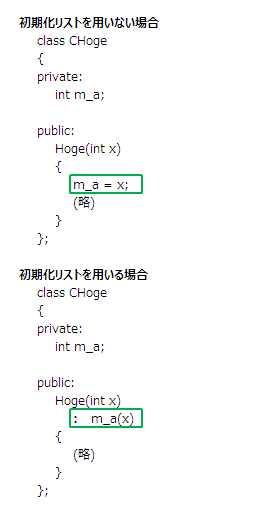 初期化リストを用いない場合
class CHoge
{
private:
int m_a;
public:
Hoge(int x)
{
m_a = x;
(略)
}
};
初期化リストを用いる場合
class CHoge
{
private:
int m_a;
public:
Hoge(int x)
: m_a(x)
{
(略)
}
};